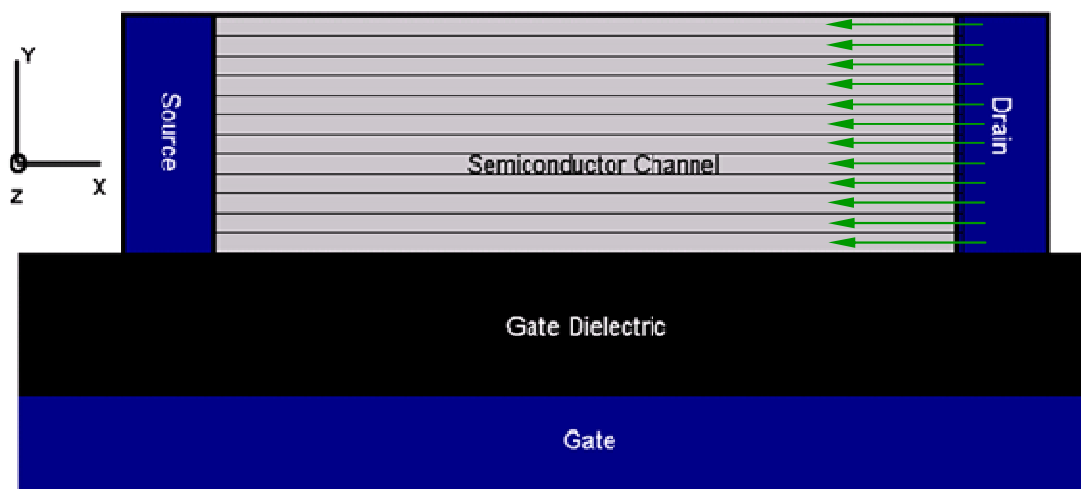 Y
Source
Drain
Semiconductor Channel
X
Z
Gate Dielectric
Gate